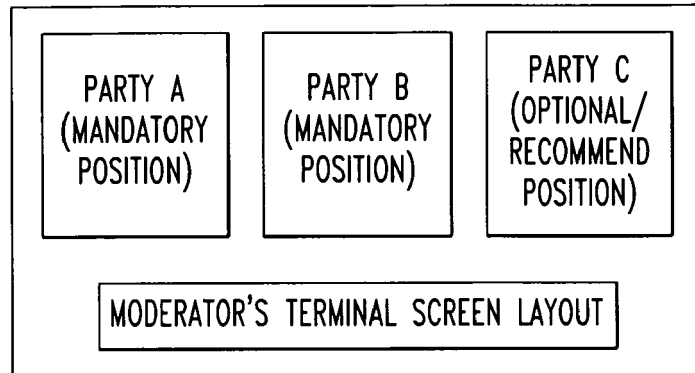 PARTY A
(MANDATORY
POSITION)
PARTY B
(MANDATORY
POSITION)
PARTY C
(OPTIONAL/
RECOMMEND
POSITION)
MODERATOR'S TERMINAL SCREEN LAYOUT